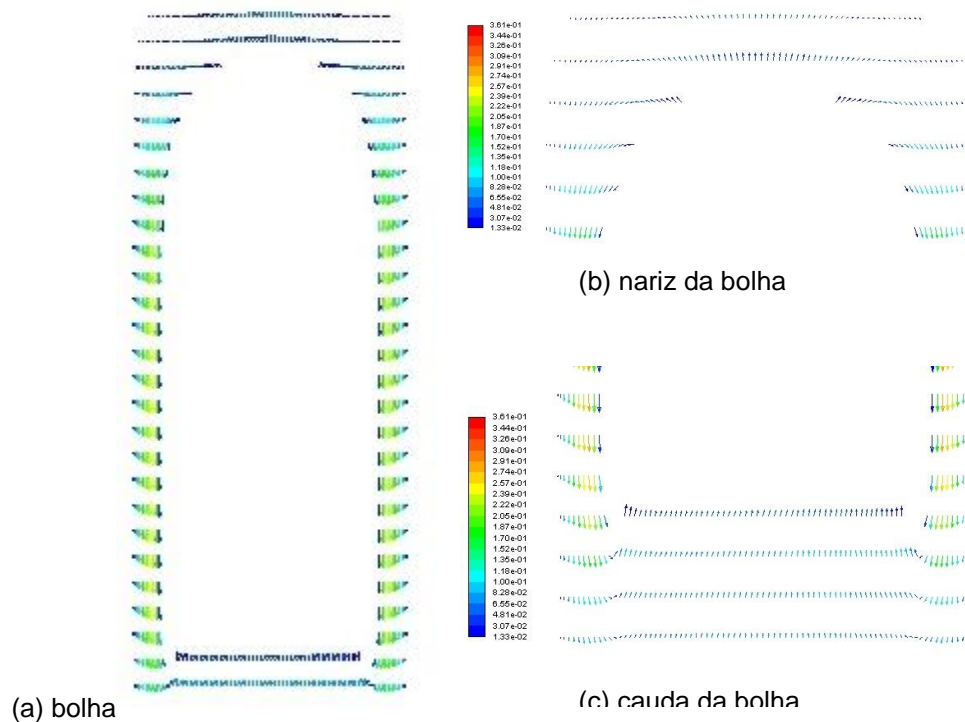 3.61e-01
3.44e-01
3.26e-01
3.09e-01
2.91e-01
2.74e-01
2.57e-01
2.39e-01
2.22e-01
2.05e-01
1.87e-01
1.70e-01
1.52e-01
1.35e-01
1.18e-01
1.00e-01
8.28e-02
6.55e-02
4.81e-02
3.07e-02
1.33e-02
(b) nariz da bolha
3.61e-01
3.44e-01
3.26e-01
3.09e-01
2.91e-01
2.74e-01
2.57e-01
2.39e-01
2.22e-01
2.05e-01
1.87e-01
1.70e-01
1.52e-01
1.35e-01
1.18e-01
1.00e-01
8.28e-02
6.55e-02
4.81e-02
3.07e-02
1.33e-02
(a) bolha
(c) cauda da bolha